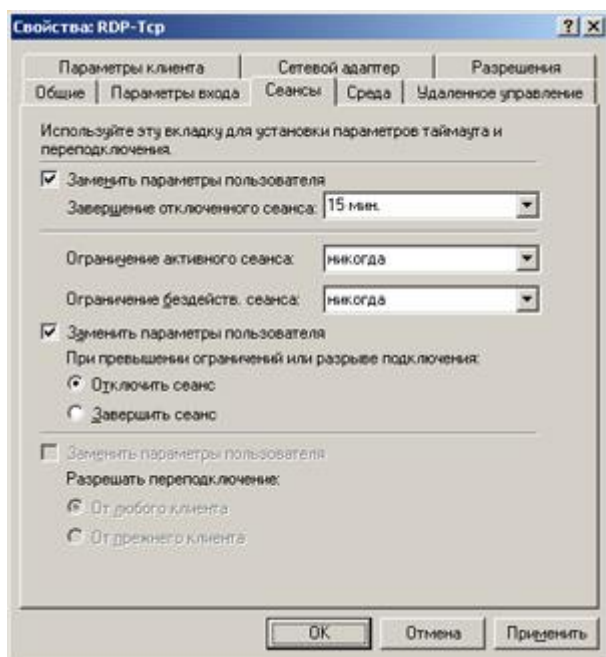 Свойства: RDP-Tcp
Параметры клиента Сетевой адаптер Разрешения
Общие Параметры входа Сеансы Среда Удаленное управление
Используйте эту вкладку для установки параметров таймаута и
переподключения.
Заменить параметры пользователя
Завершение отключенного сеанса: 15 мин.
Ограничение активного сеанса: никогда
Ограничение бездейств. сеанса: никогда
Заменить параметры пользователя
При превышении ограничений или разрыве подключения:
Отключить сеанс
Завершить сеанс
Заменить параметры пользователя
Разрешать переподключение:
От любого клиента
От прежнего клиента
OK Отмена Применить